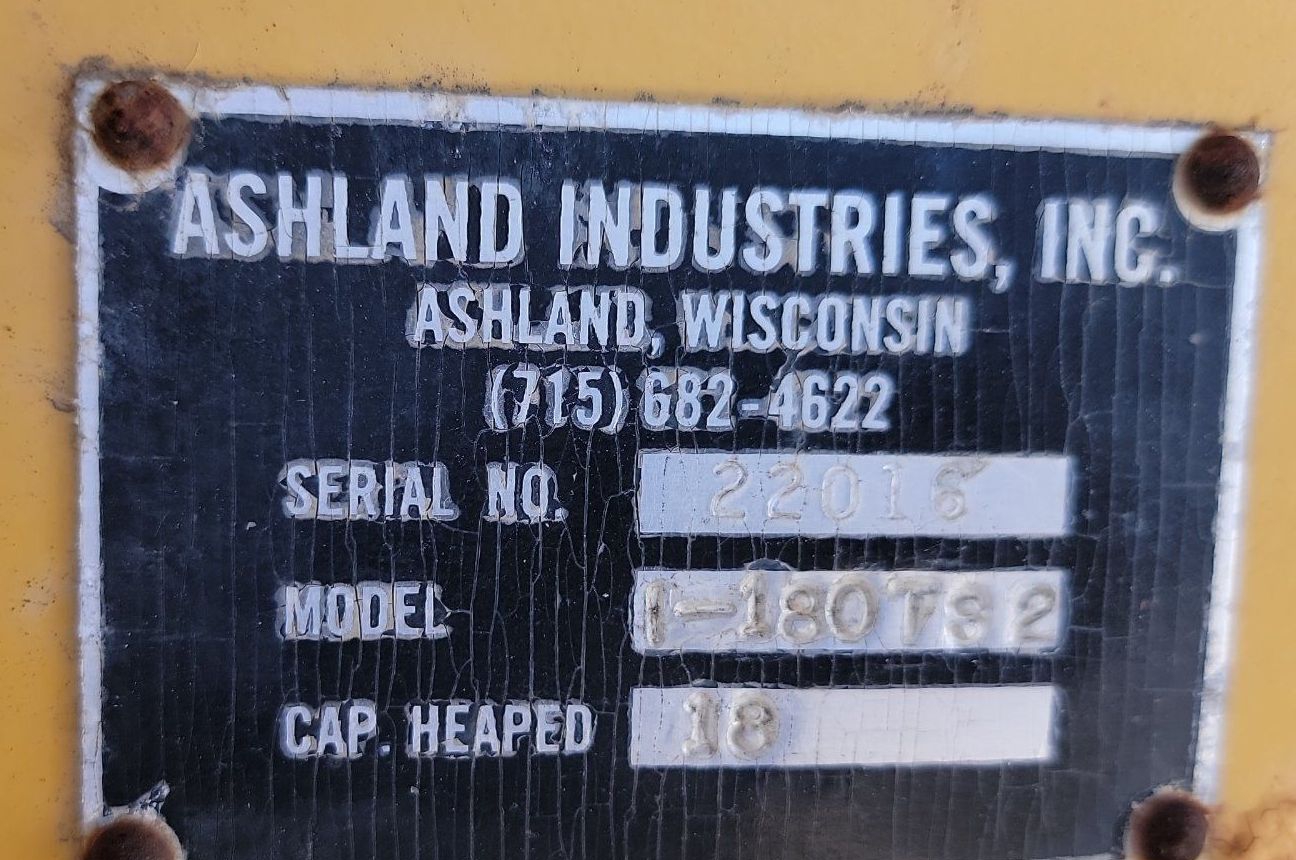 ASHLAND INDUSTRIES, INC.
ASHLAND, WISCONSIN
(715) 682-4622
SERIAL NO. 22016
MODEL I-180TS2
CAP. HEAPED 18